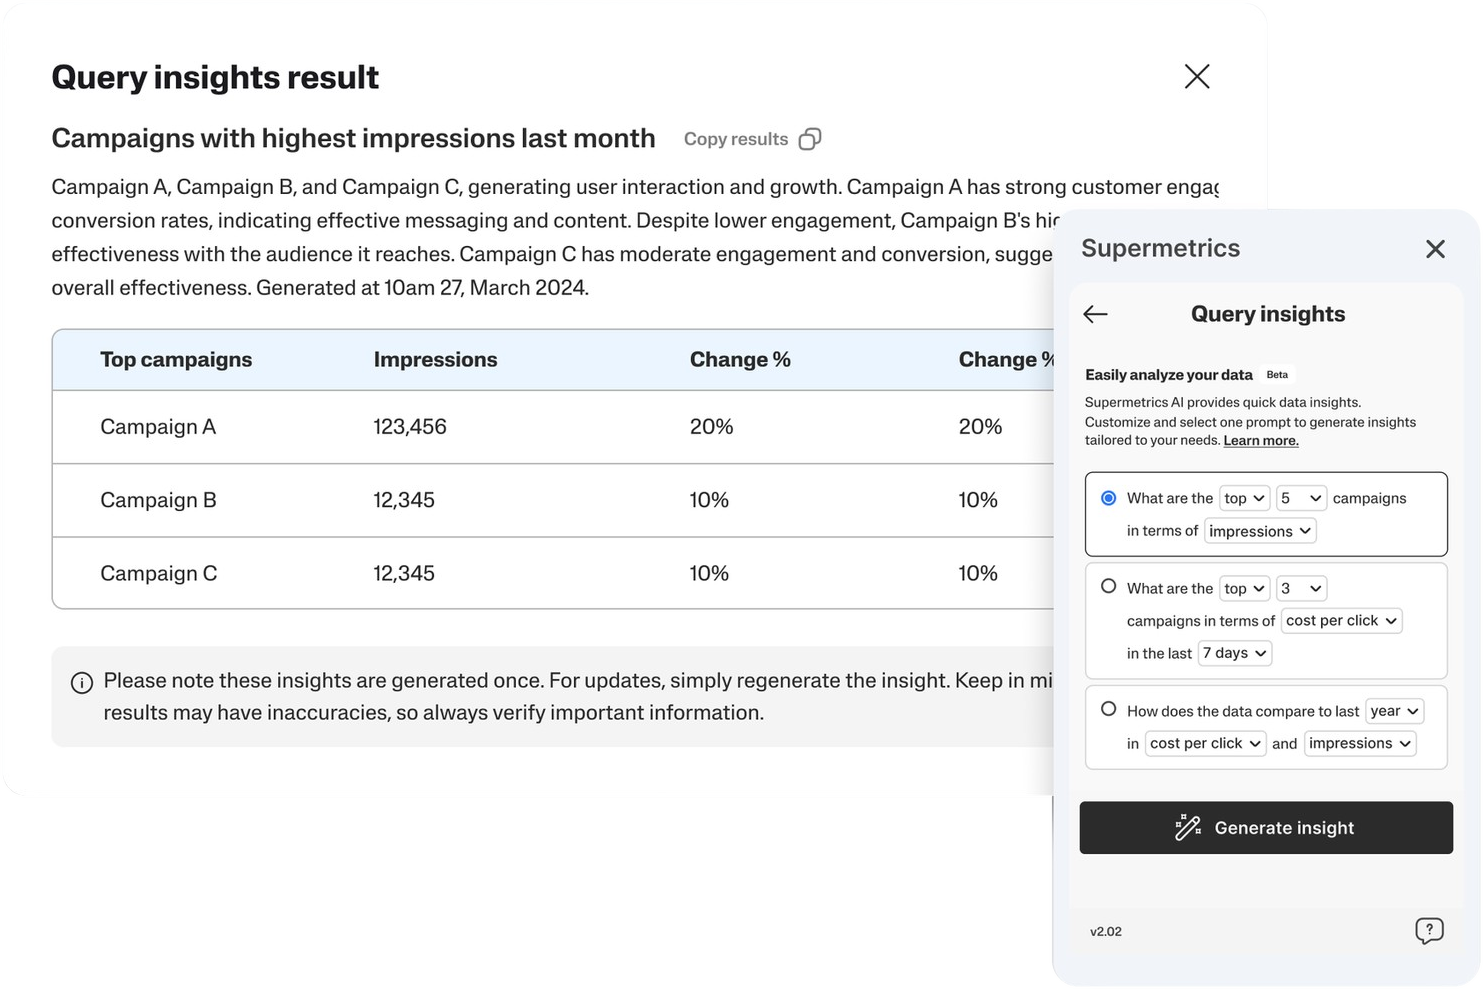 Query insights result
Campaigns with highest impressions last month Copy results
Campaign A, Campaign B, and Campaign C, generating user interaction and growth. Campaign A has strong customer
conversion rates, indicating effective messaging and content. Despite lower engagement, Campaign B's
effectiveness with the audience it reaches. Campaign C has moderate engagement and conversion,
overall effectiveness. Generated at 10am 27, March 2024.
Top campaigns Impressions Change % Change %
Campaign A 123,456 20% 20%
Campaign B 12,345 10% 10%
Campaign C 12,345 10% 10%
Please note these insights are generated once. For updates, simply regenerate the insight. Keep in
results may have inaccuracies, so always verify important information.
Supermetrics
Query insights
Easily analyze your data Beta
Supermetrics AI provides quick data insights.
Customize and select one prompt to generate insights
tailored to your needs. Learn more.
What are the top 5 campaigns
in terms of impressions
What are the top 3
campaigns in terms of cost per click
in the last 7 days
How does the data compare to last year
in cost per click and impressions
Generate insight
v2.02
?